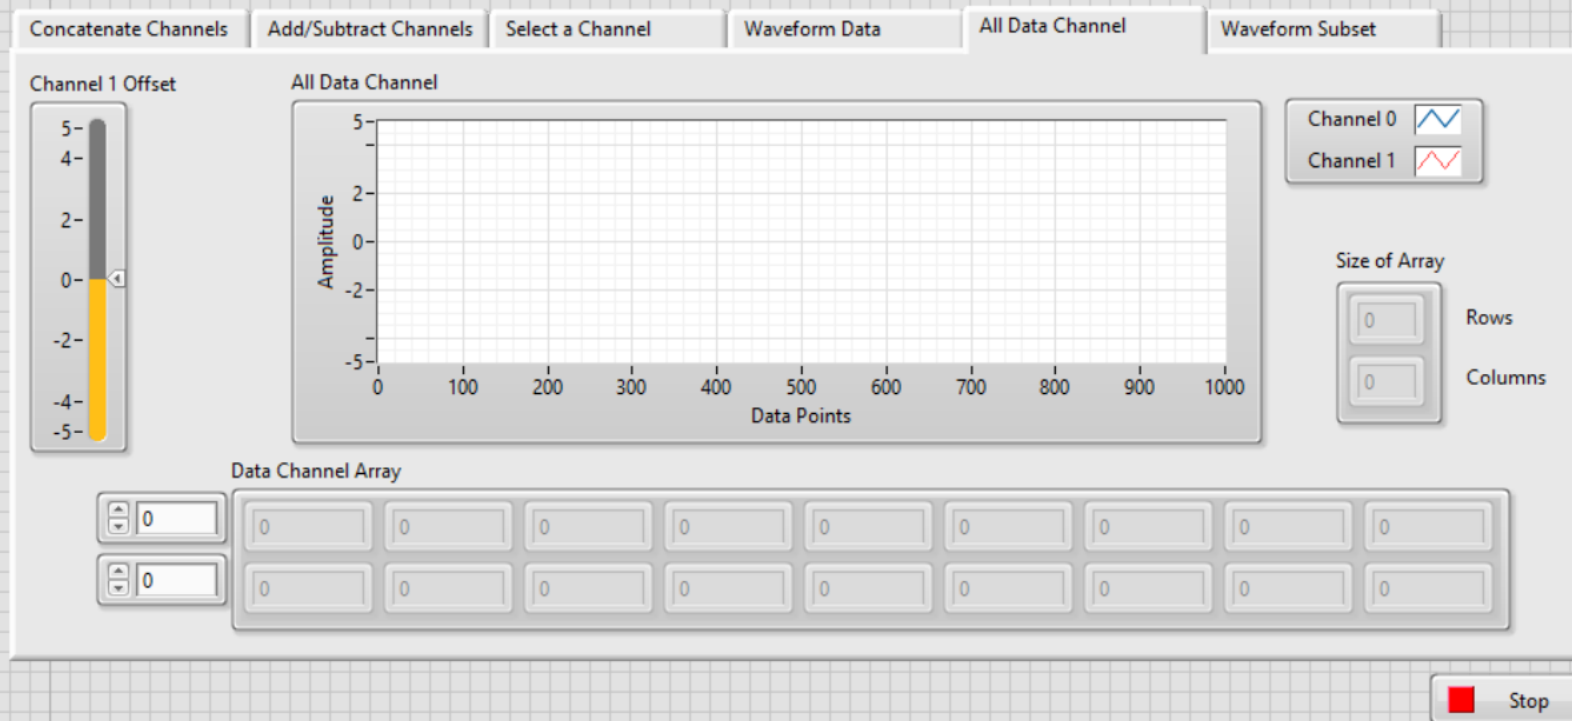 Concatenate Channels
Add/Subtract Channels
Select a Channel
Waveform Data
All Data Channel
Waveform Subset
Channel 1 Offset
5
4
2
0
-2
-4
-5
All Data Channel
Amplitude
5
2
0
-2
-5
0 100 200 300 400 500 600 700 800 900 1000
Data Points
Channel 0
Channel 1
Size of Array
0 Rows
0 Columns
Data Channel Array
0 0 0 0 0 0 0 0 0 0
0 0 0 0 0 0 0 0 0 0
Stop